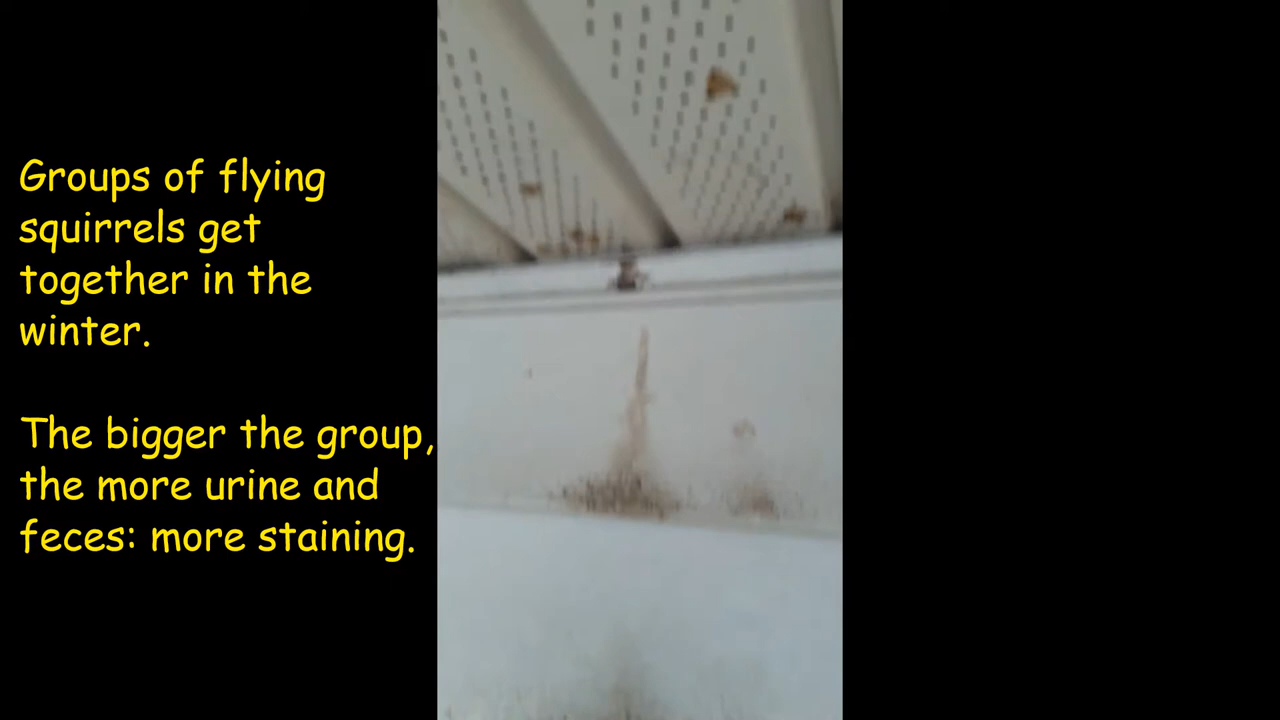 Groups of flying
squirrels get
together in the
winter.
The bigger the group,
the more urine and
feces: more staining.